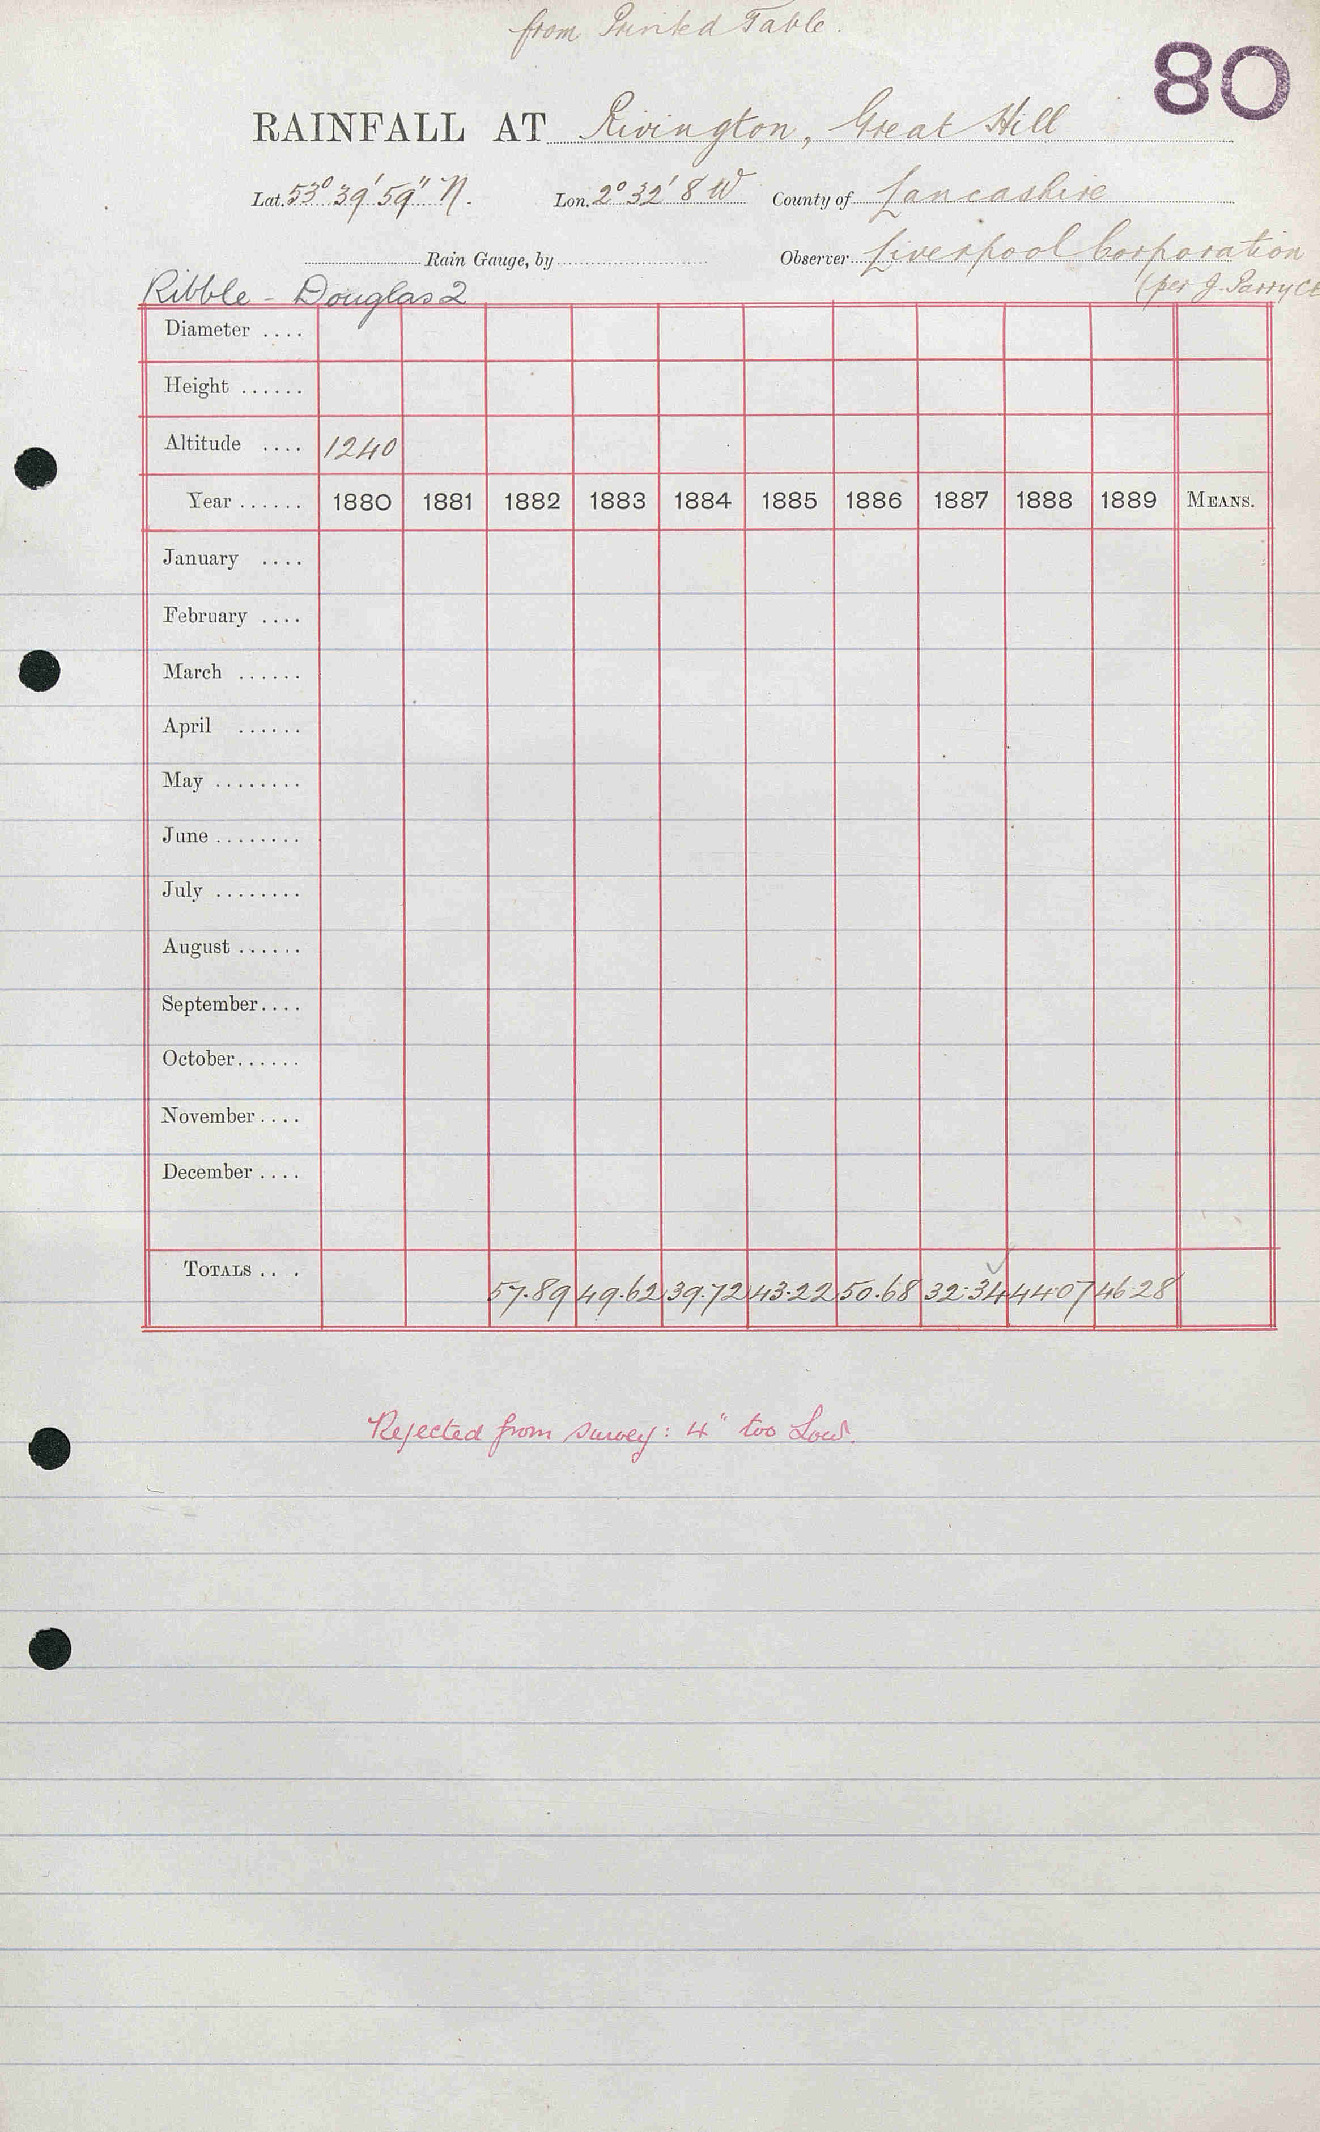 from Printed Table.
80
RAINFALL AT Rivington, Great Hill
Lat. 53° 39' 59" N. Lon. 2° 32' 8 W County of Lancashire
Rain Gauge, by Observer Liverpool Corporation
Ribble - Douglas 2 (per J. Parry CE
Diameter ....
Height ......
Altitude .... 1240
Year ...... 1880 1881 1882 1883 1884 1885 1886 1887 1888 1889 MEANS.
January ....
February ....
March ......
April ......
May ........
June ........
July ........
August ......
September ....
October ......
November ....
December ....
TOTALS .. . 57.89 49.62 39.72 43.22 50.68 32.34 44.07 46.28
Rejected from survey: 4" too Low.